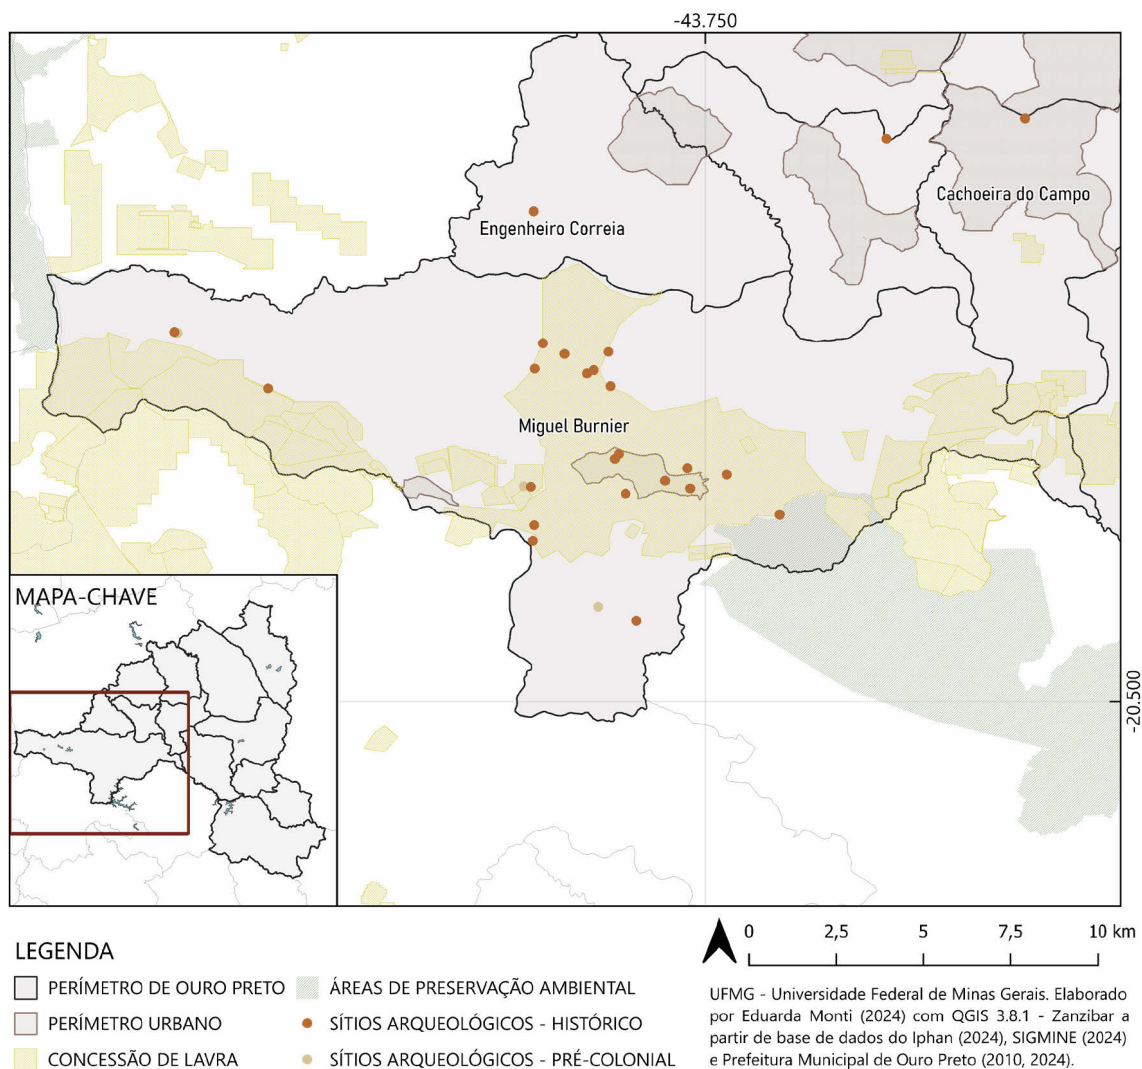 -43.750
Cachoeira do Campo
Engenheiro Correia
Miguel Burnier
-20.500
MAPA-CHAVE
LEGENDA
PERÍMETRO DE OURO PRETO
PERÍMETRO URBANO
CONCESSÃO DE LAVRA
ÁREAS DE PRESERVAÇÃO AMBIENTAL
SÍTIOS ARQUEOLÓGICOS - HISTÓRICO
SÍTIOS ARQUEOLÓGICOS - PRÉ-COLONIAL
0 2,5 5 7,5 10 km
UFMG - Universidade Federal de Minas Gerais. Elaborado
por Eduarda Monti (2024) com QGIS 3.8.1 - Zanzibar a
partir de base de dados do Iphan (2024), SIGMINE (2024)
e Prefeitura Municipal de Ouro Preto (2010, 2024).